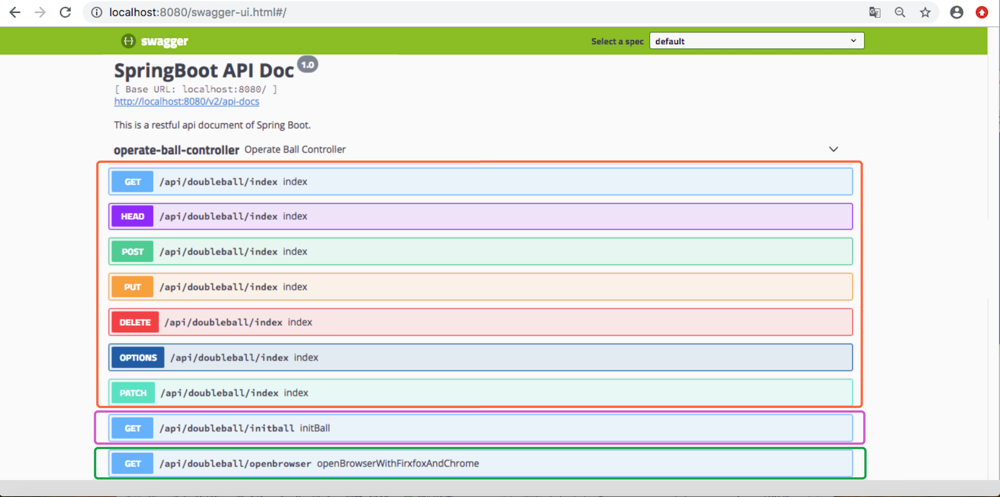 localhost:8080/swagger-ui.html#/
{···} swagger
Select a spec default
SpringBoot API Doc 1.0
[ Base URL: localhost:8080/ ]
http://localhost:8080/v2/api-docs
This is a restful api document of Spring Boot.
operate-ball-controller Operate Ball Controller
GET /api/doubleball/index index
HEAD /api/doubleball/index index
POST /api/doubleball/index index
PUT /api/doubleball/index index
DELETE /api/doubleball/index index
OPTIONS /api/doubleball/index index
PATCH /api/doubleball/index index
GET /api/doubleball/initball initBall
GET /api/doubleball/openbrowser openBrowserWithFirxfoxAndChrome